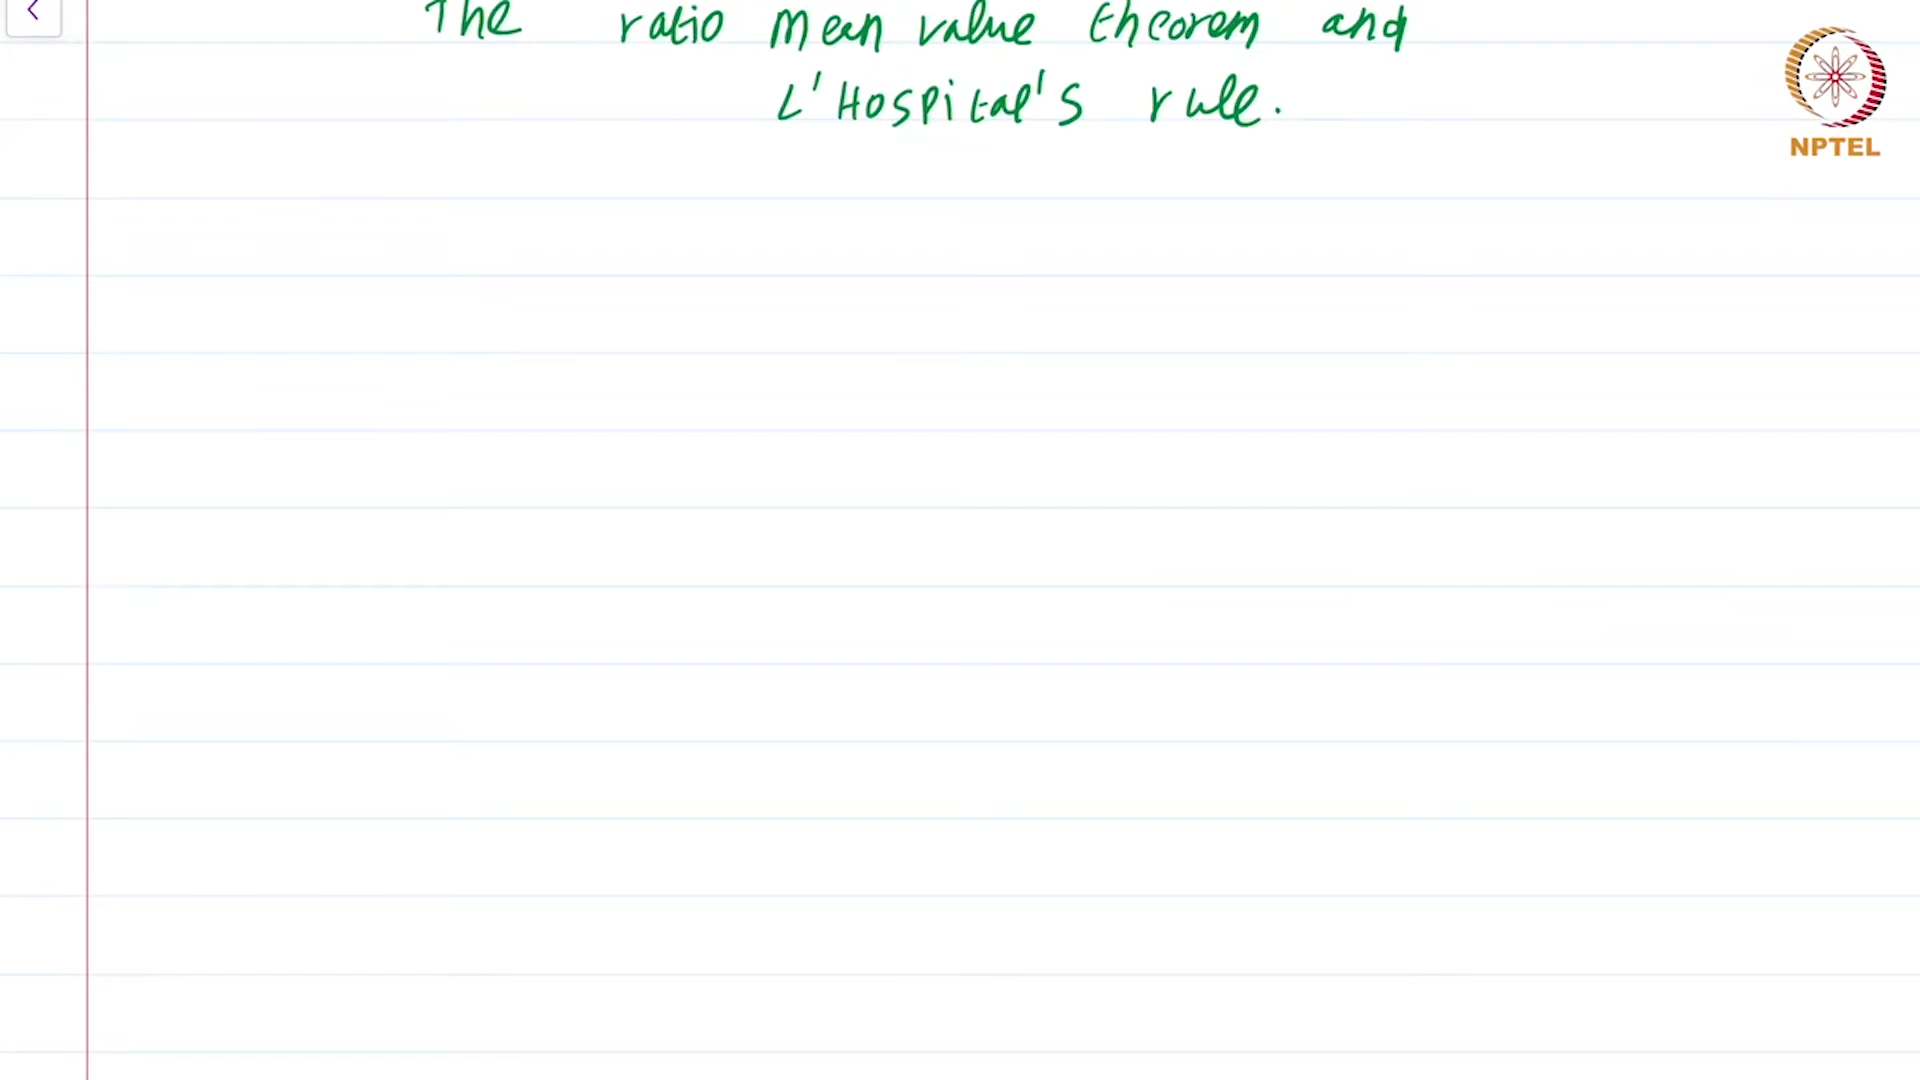 The ratio mean value theorem and
L'Hospital's rule.
NPTEL